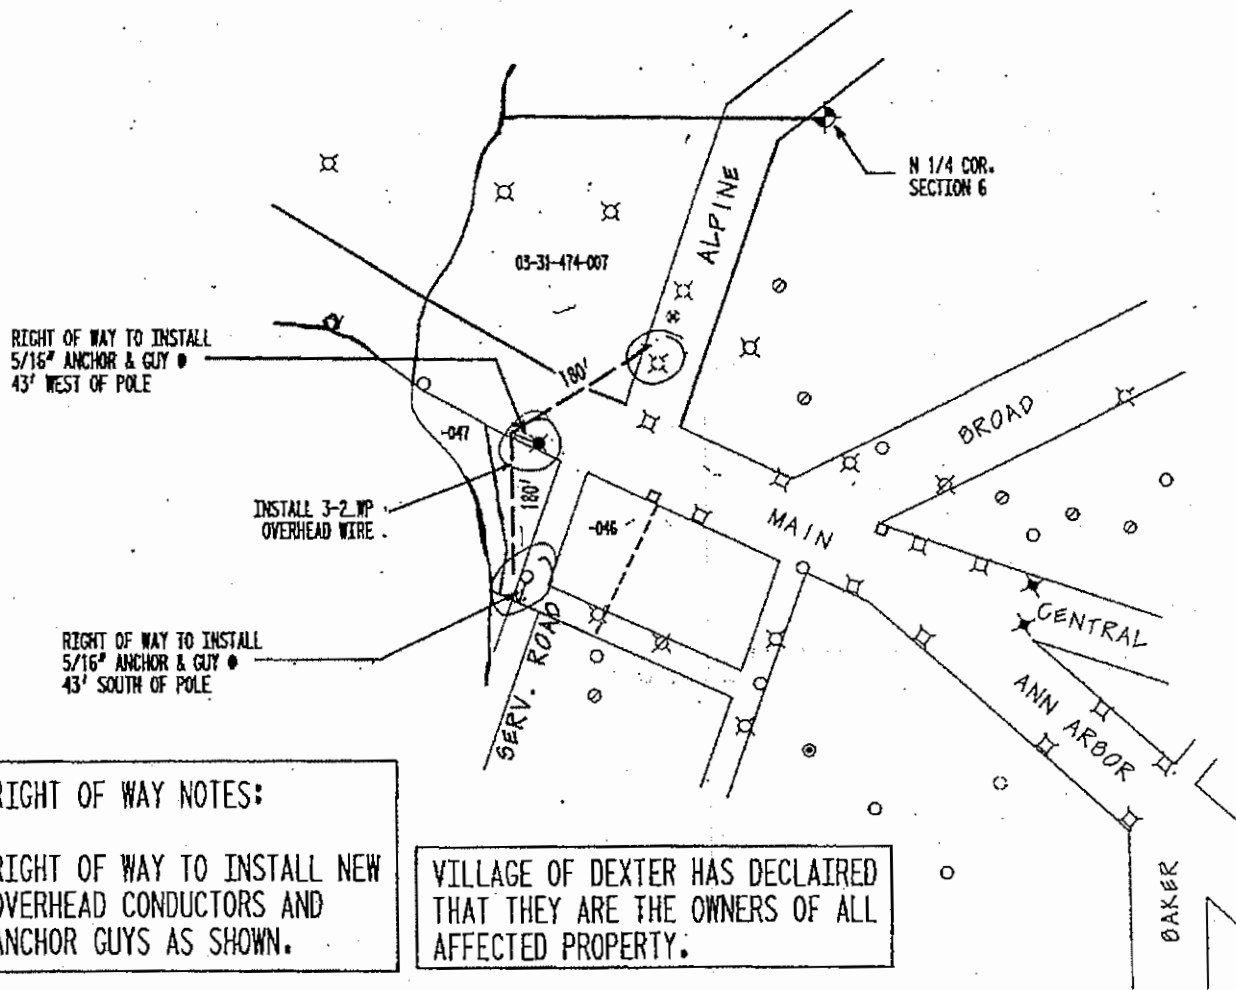 N 1/4 COR.
SECTION 6
ALPINE
03-31-474-007
RIGHT OF WAY TO INSTALL
5/16" ANCHOR & GUY @
43' WEST OF POLE
180'
BROAD
-047
180'
INSTALL 3-2 WP
OVERHEAD WIRE.
-046
MAIN
CENTRAL
RIGHT OF WAY TO INSTALL
5/16" ANCHOR & GUY @
43' SOUTH OF POLE
SERV. ROAD
ANN ARBOR
BAKER
RIGHT OF WAY NOTES:
RIGHT OF WAY TO INSTALL NEW
OVERHEAD CONDUCTORS AND
ANCHOR GUYS AS SHOWN.
VILLAGE OF DEXTER HAS DECLAIRED
THAT THEY ARE THE OWNERS OF ALL
AFFECTED PROPERTY.